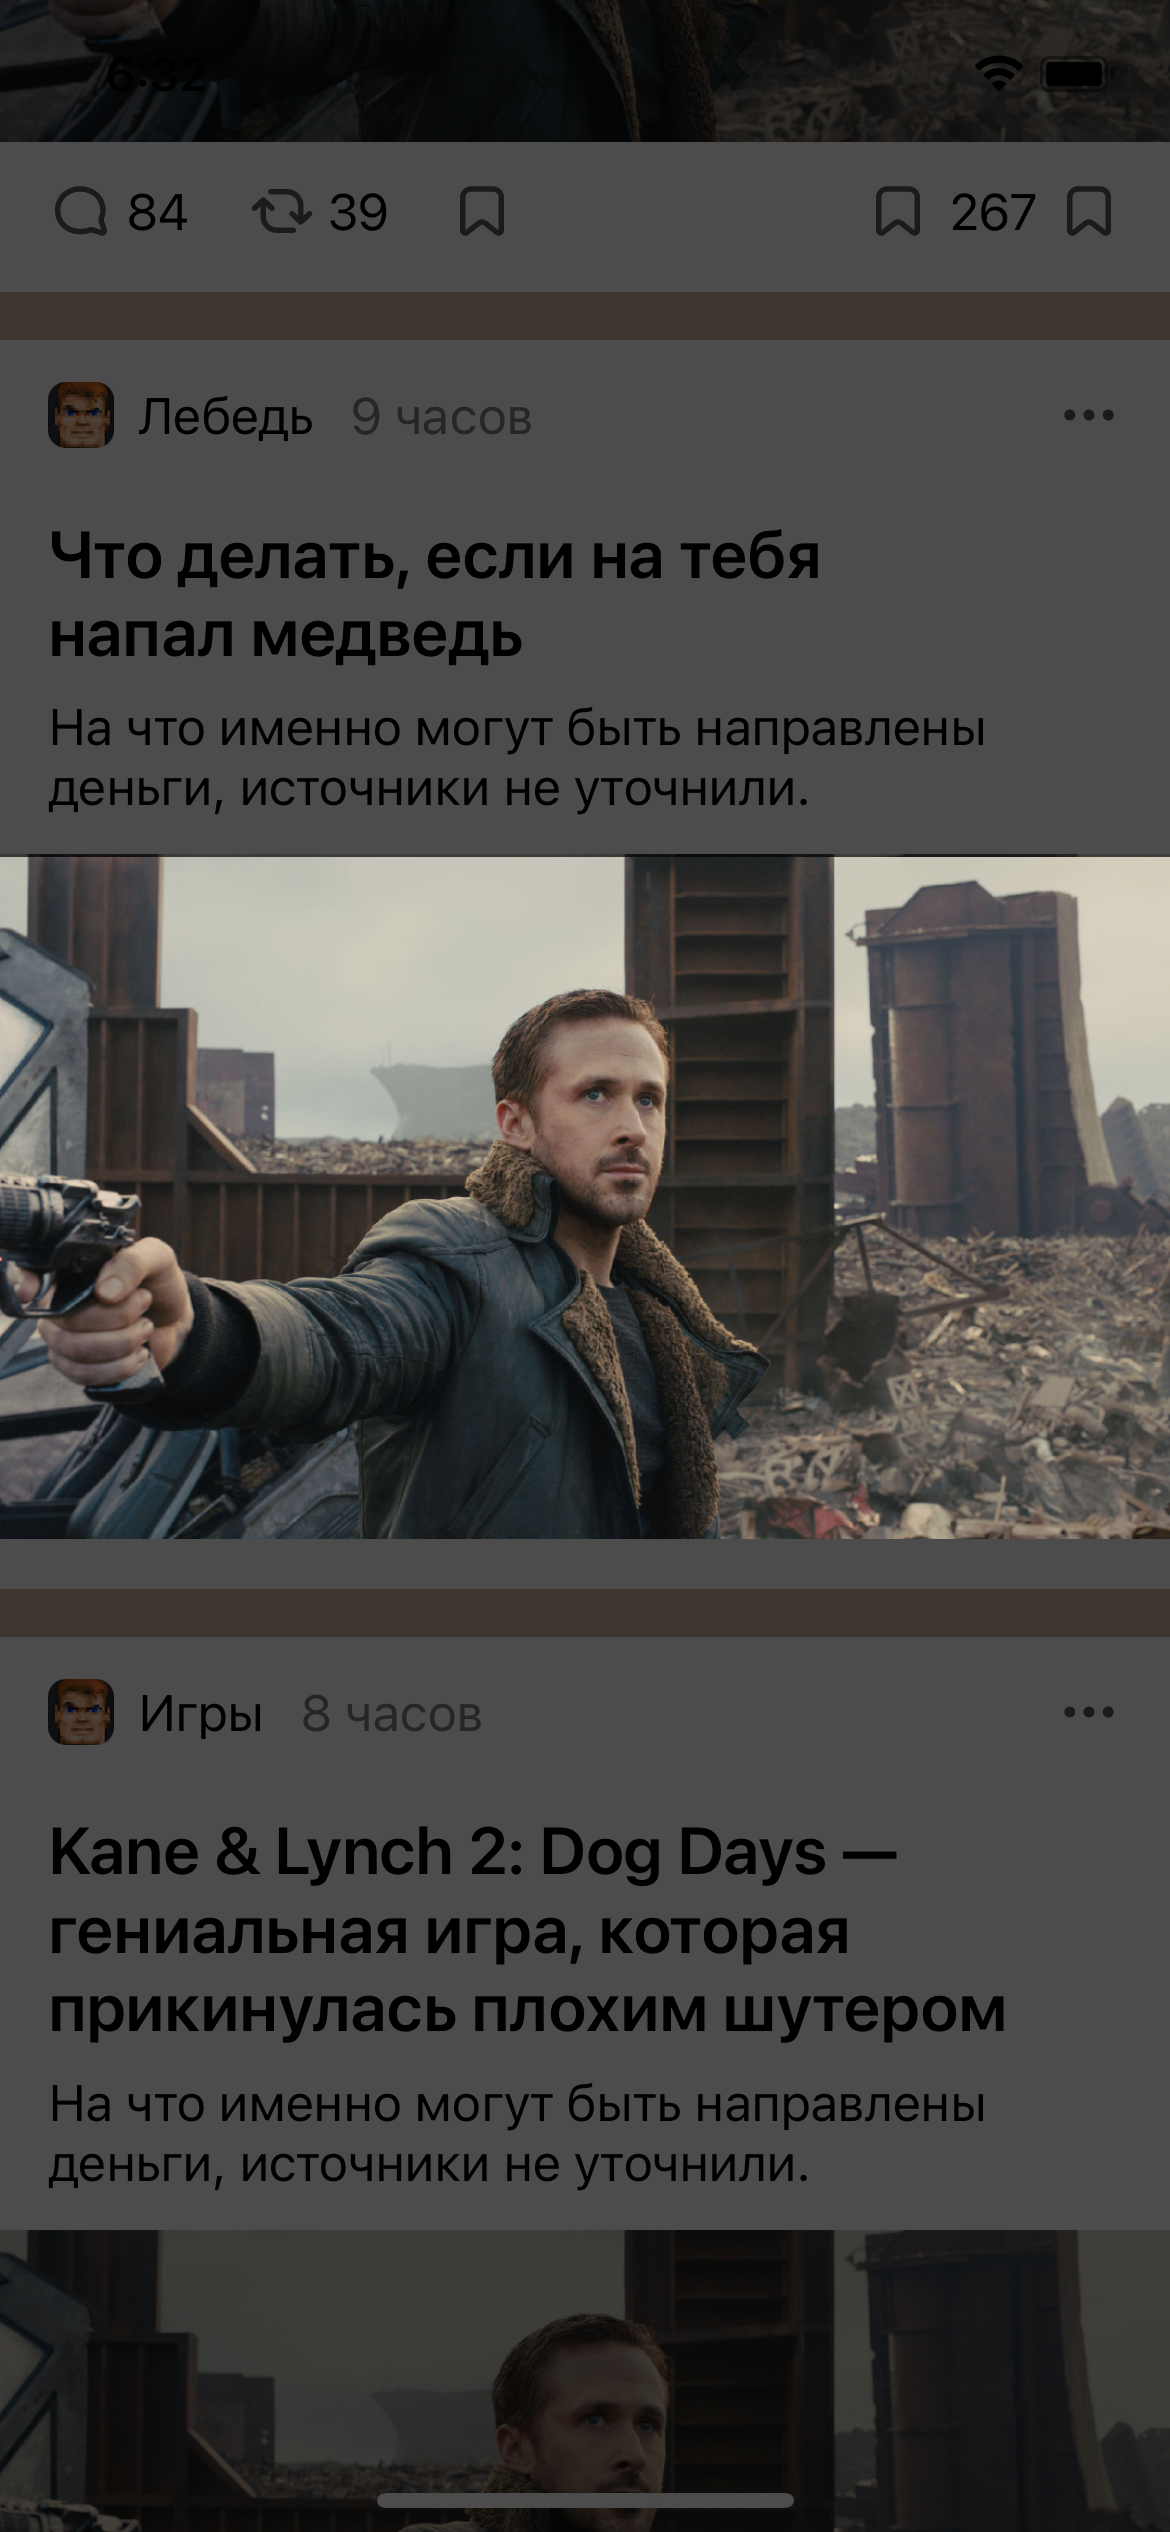 6:32
84 39 267
Лебедь 9 часов
Что делать, если на тебя
напал медведь
На что именно могут быть направлены
деньги, источники не уточнили.
Игры 8 часов
Kane & Lynch 2: Dog Days —
гениальная игра, которая
прикинулась плохим шутером
На что именно могут быть направлены
деньги, источники не уточнили.